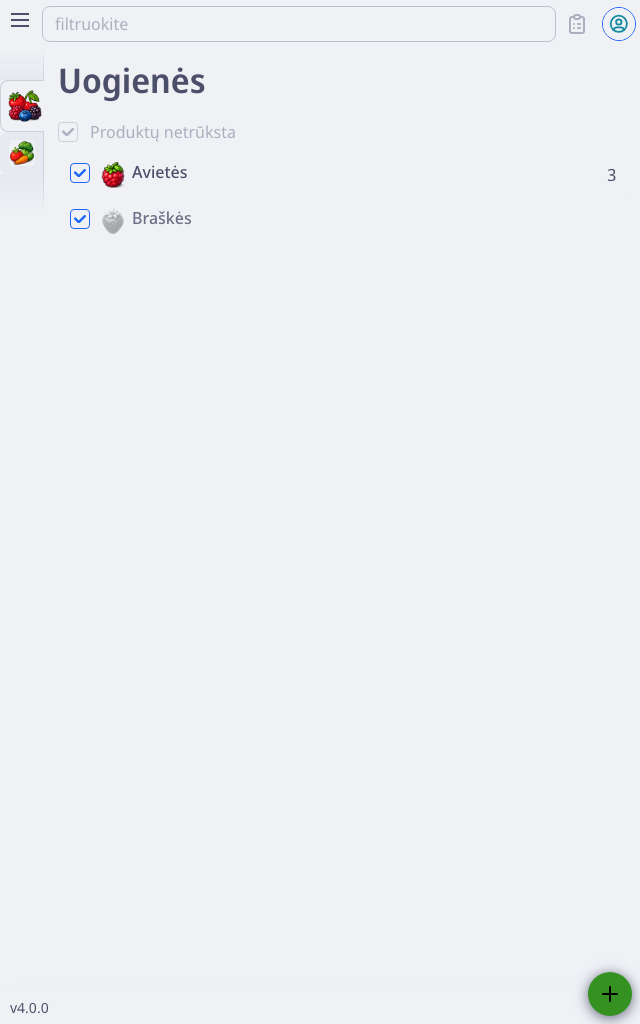 filtruokite
Uogienės
Produktų netrūksta
Avietės 3
Braškės
v4.0.0